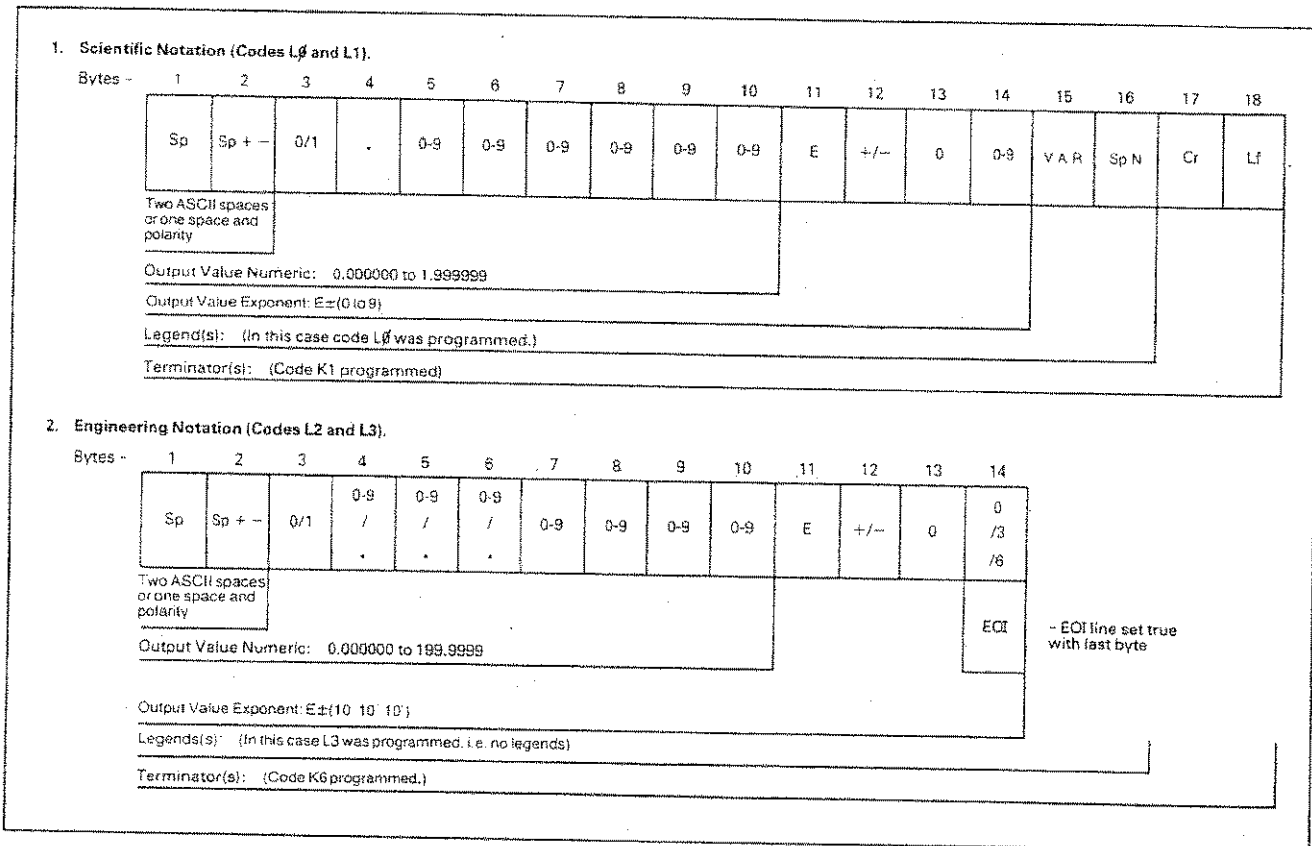 1. Scientific Notation (Codes LØ and L1).
Bytes - 1 2 3 4 5 6 7 8 9 10 11 12 13 14 15 16 17 18
Sp Sp + − 0/1 . 0-9 0-9 0-9 0-9 0-9 0-9 E +/− 0 0-9 V A R Sp N Cr Lf
Two ASCII spaces
or one space and
polarity
Output Value Numeric: 0.000000 to 1.999999
Output Value Exponent: E±(0 to 9)
Legend(s): (In this case code LØ was programmed.)
Terminator(s): (Code K1 programmed)
2. Engineering Notation (Codes L2 and L3).
Bytes - 1 2 3 4 5 6 7 8 9 10 11 12 13 14
0-9 0-9 0-9 0
Sp Sp + − 0/1 / / / 0-9 0-9 0-9 0-9 E +/− 0 /3
. . . /6
Two ASCII spaces
or one space and
polarity
EOI - EOI line set true
with last byte
Output Value Numeric: 0.000000 to 199.9999
Output Value Exponent: E±(10 10 10)
Legends(s): (In this case L3 was programmed. i.e. no legends)
Terminator(s): (Code K6 programmed.)